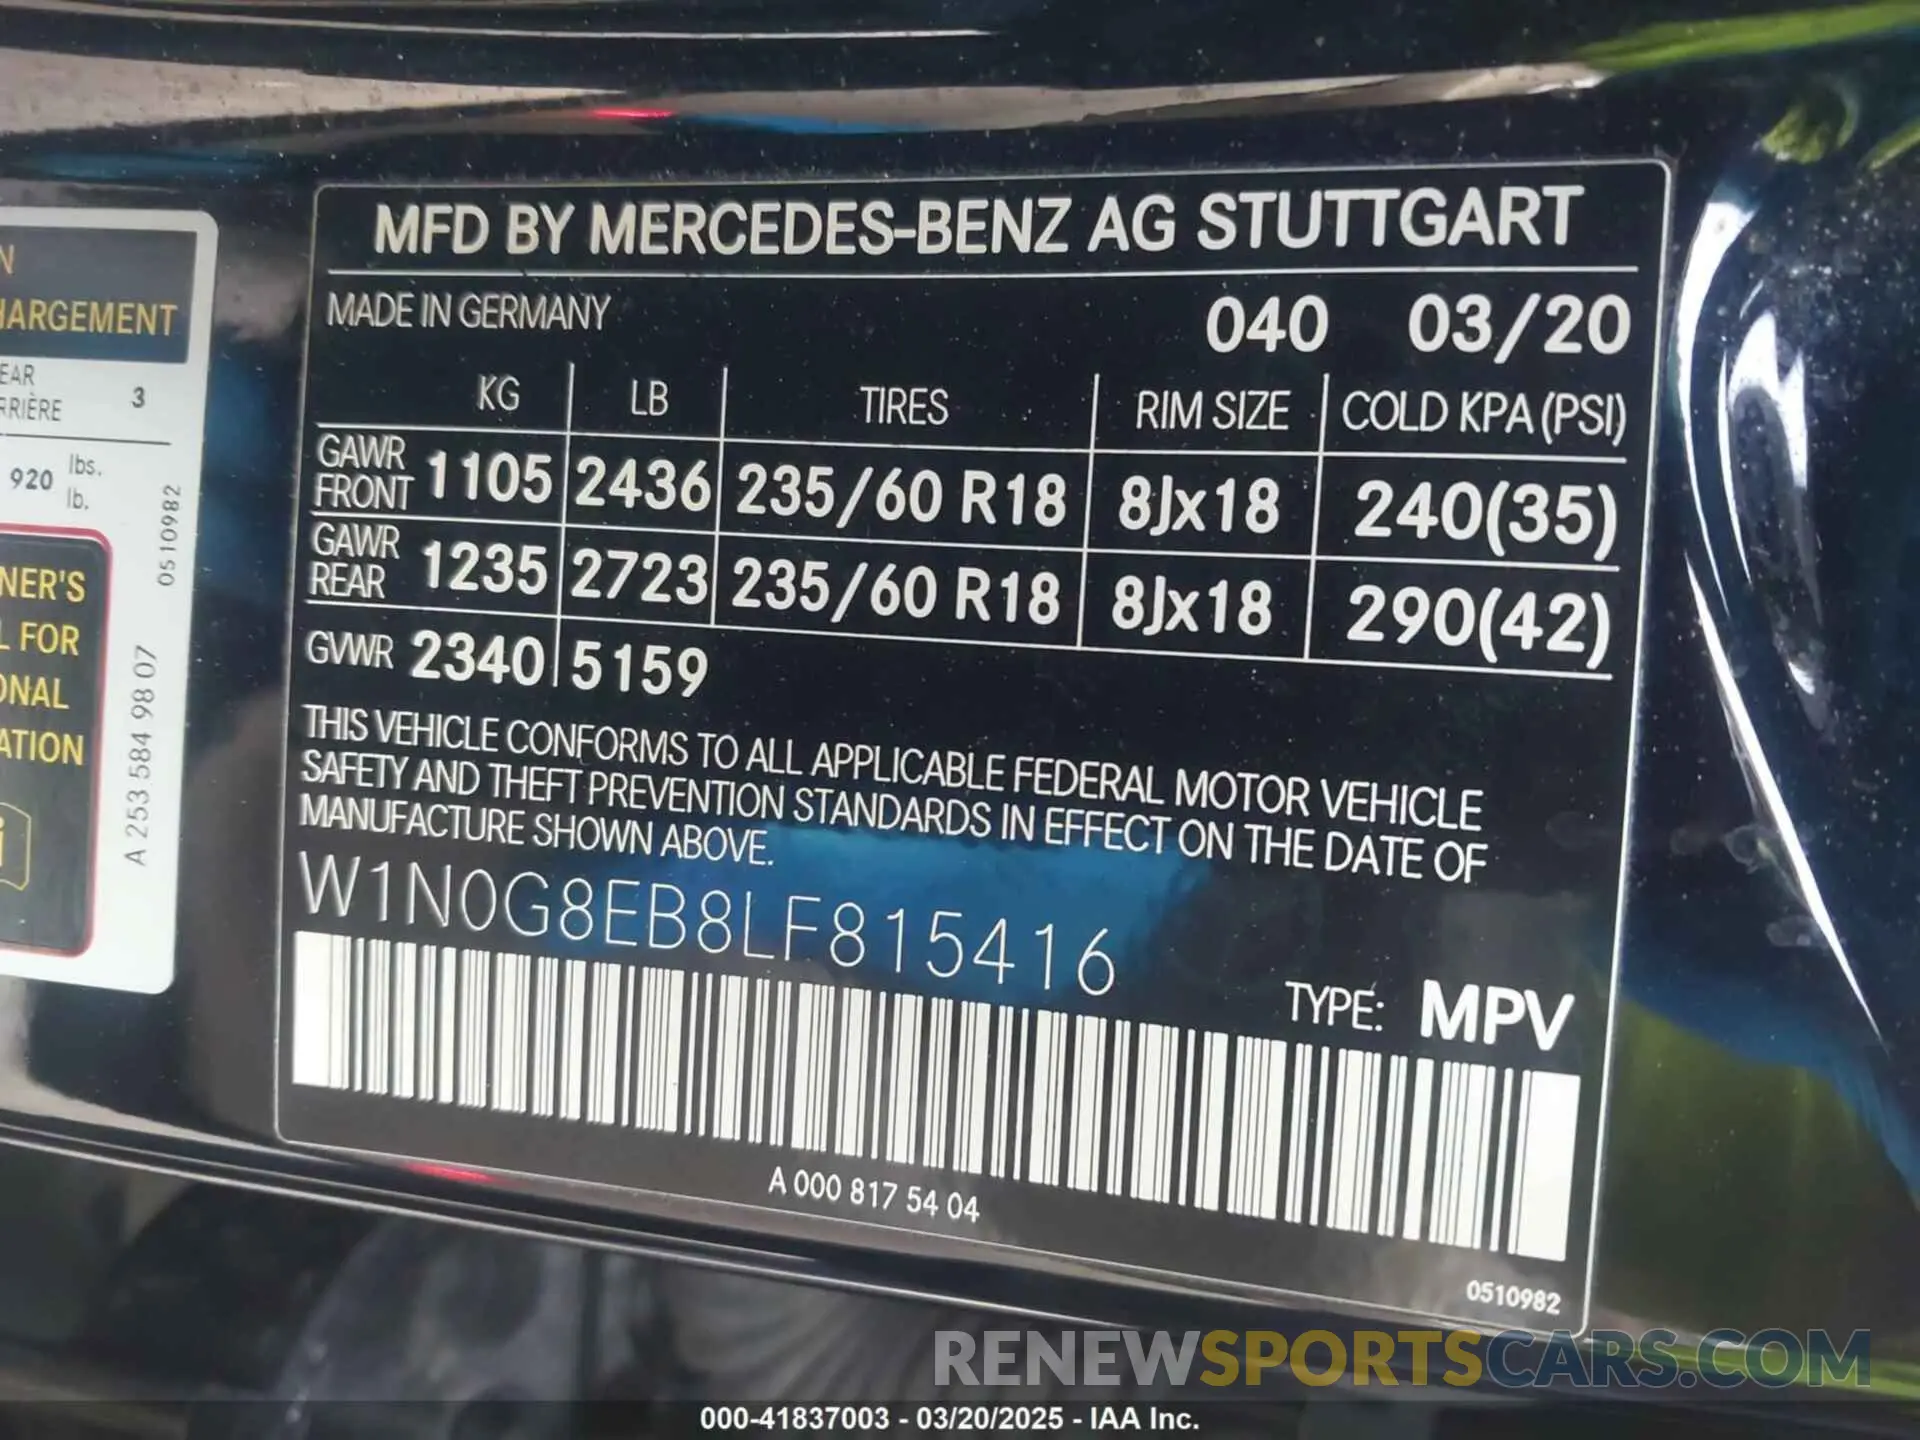 N
HARGEMENT
EAR
RRIÈRE 3
920 lbs.
lb.
0510982
NER'S
L FOR
ONAL
ATION
i
A 253 584 98 07
MFD BY MERCEDES-BENZ AG STUTTGART
MADE IN GERMANY 040 03/20
KG LB TIRES RIM SIZE COLD KPA (PSI)
GAWR FRONT 1105 2436 235/60 R18 8Jx18 240(35)
GAWR REAR 1235 2723 235/60 R18 8Jx18 290(42)
GVWR 2340 5159
THIS VEHICLE CONFORMS TO ALL APPLICABLE FEDERAL MOTOR VEHICLE
SAFETY AND THEFT PREVENTION STANDARDS IN EFFECT ON THE DATE OF
MANUFACTURE SHOWN ABOVE.
W1N0G8EB8LF815416
TYPE: MPV
A 000 817 54 04
0510982
RENEWSPORTSCARS.COM
000-41837003 - 03/20/2025 - IAA Inc.